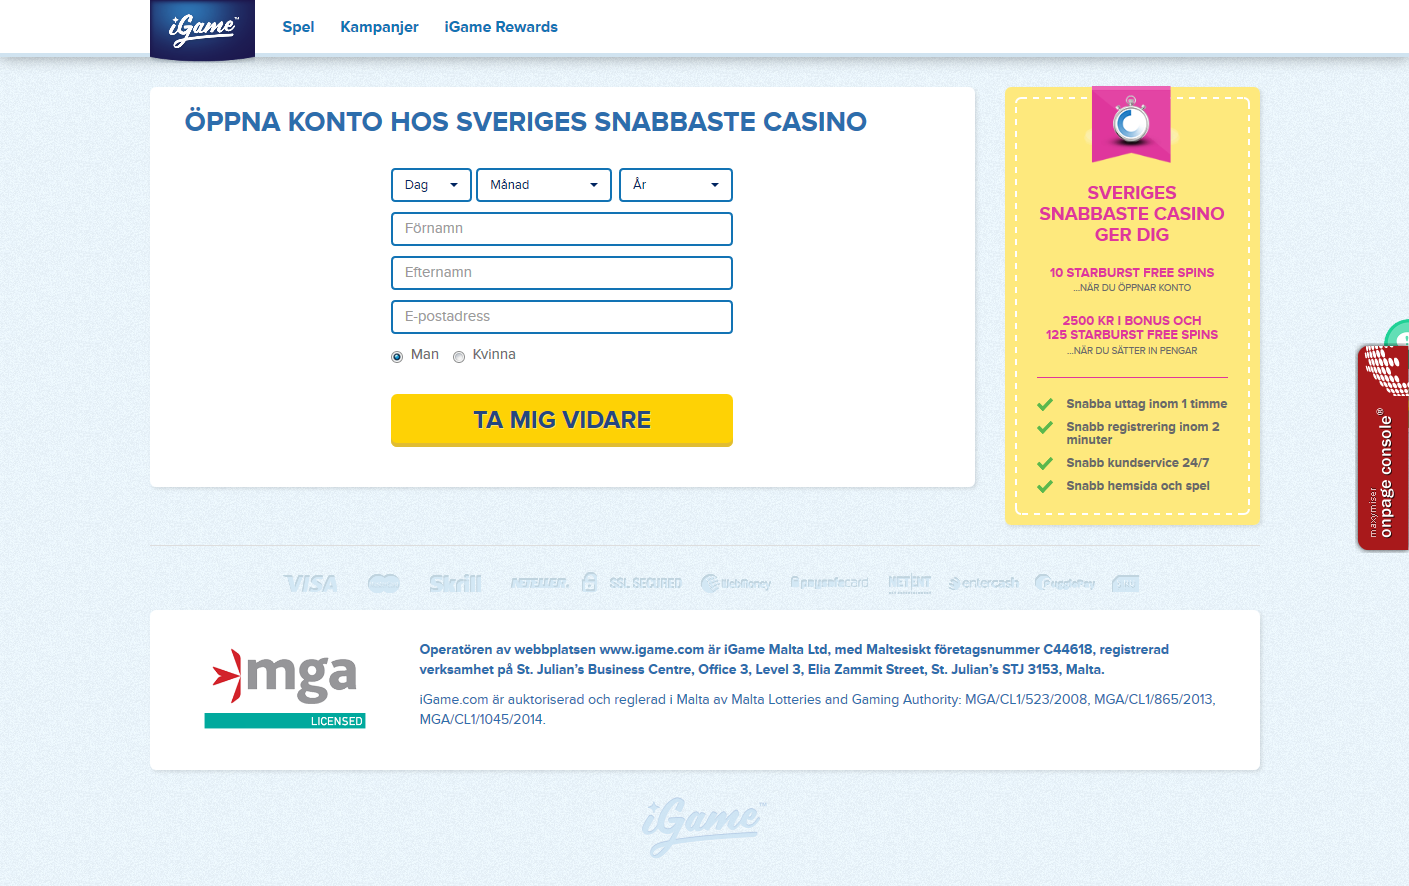 iGame™
Spel Kampanjer iGame Rewards
ÖPPNA KONTO HOS SVERIGES SNABBASTE CASINO
Dag Månad År
Förnamn
Efternamn
E-postadress
Man Kvinna
TA MIG VIDARE
SVERIGES
SNABBASTE CASINO
GER DIG
10 STARBURST FREE SPINS
...NÄR DU ÖPPNAR KONTO
2500 KR I BONUS OCH
125 STARBURST FREE SPINS
...NÄR DU SÄTTER IN PENGAR
Snabba uttag inom 1 timme
Snabb registrering inom 2
minuter
Snabb kundservice 24/7
Snabb hemsida och spel
maxymiser
onpage console®
VISA Skrill NETELLER. SSL SECURED WebMoney paysafecard NETENT entercash PugglePay
mga
LICENSED
Operatören av webbplatsen www.igame.com är iGame Malta Ltd, med Maltesiskt företagsnummer C44618, registrerad
verksamhet på St. Julian's Business Centre, Office 3, Level 3, Elia Zammit Street, St. Julian's STJ 3153, Malta.
iGame.com är auktoriserad och reglerad i Malta av Malta Lotteries and Gaming Authority: MGA/CL1/523/2008, MGA/CL1/865/2013,
MGA/CL1/1045/2014.
iGame™